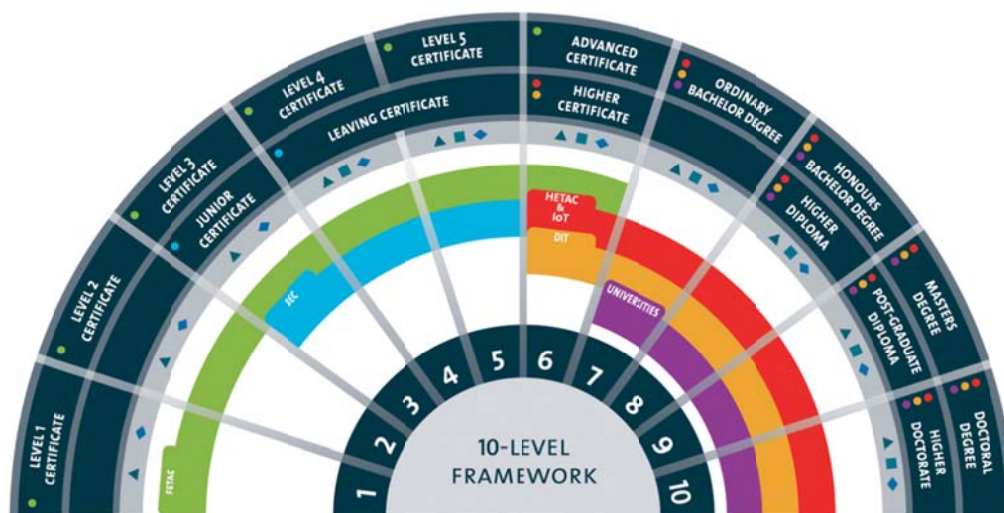 LEVEL 1
CERTIFICATE
LEVEL 2
CERTIFICATE
LEVEL 3
CERTIFICATE
JUNIOR
CERTIFICATE
LEVEL 4
CERTIFICATE
LEVEL 5
CERTIFICATE
LEAVING CERTIFICATE
ADVANCED
CERTIFICATE
HIGHER
CERTIFICATE
ORDINARY
BACHELOR DEGREE
HONOURS
BACHELOR DEGREE
HIGHER
DIPLOMA
MASTERS
DEGREE
POST-GRADUATE
DIPLOMA
DOCTORAL
DEGREE
HIGHER
DOCTORATE
FETAC
SEC
HETAC
&
IoT
DIT
UNIVERSITIES
1
2
3
4
5
6
7
8
9
10
10-LEVEL
FRAMEWORK